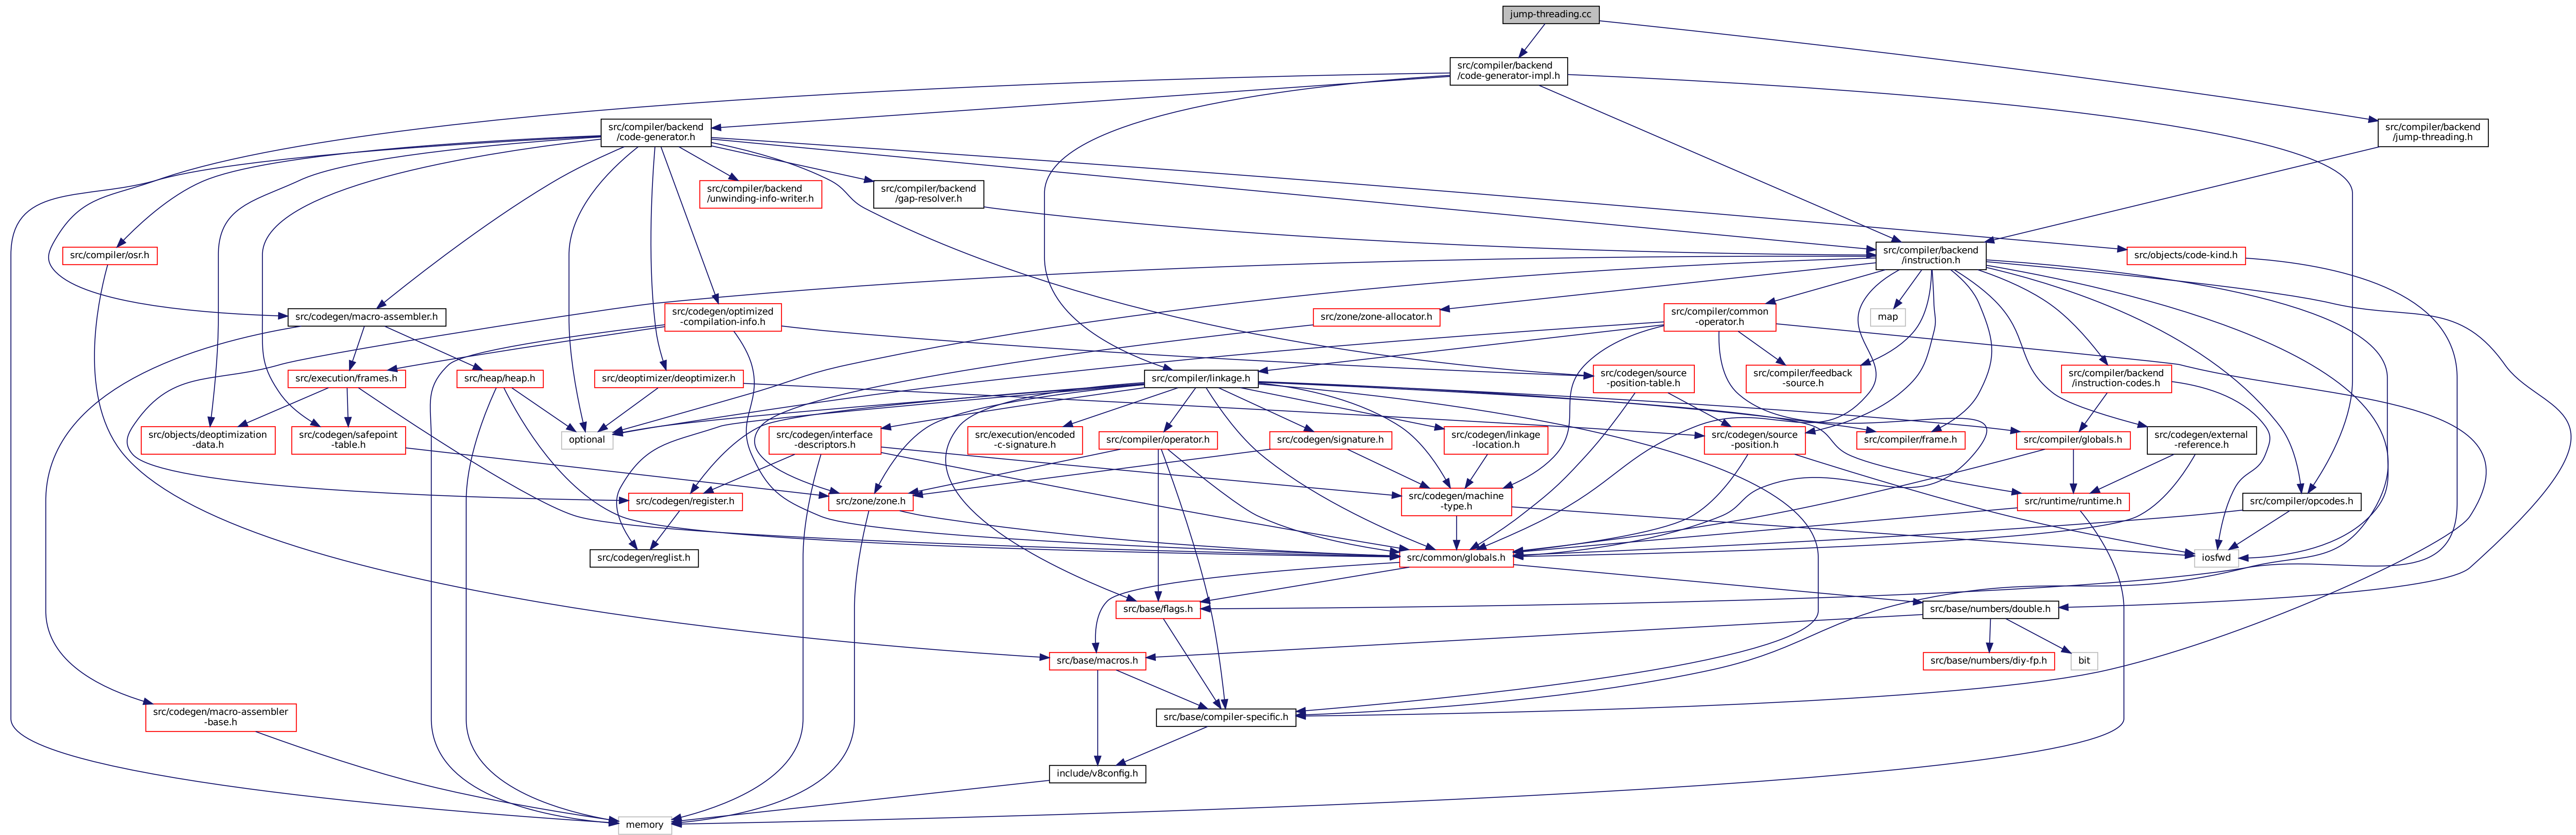 jump-threading.cc
src/compiler/backend
/code-generator-impl.h
src/compiler/backend
/code-generator.h
src/compiler/backend
/jump-threading.h
src/compiler/backend
/unwinding-info-writer.h
src/compiler/backend
/gap-resolver.h
src/compiler/osr.h
src/compiler/backend
/instruction.h
src/objects/code-kind.h
src/codegen/macro-assembler.h
src/codegen/optimized
-compilation-info.h
src/zone/zone-allocator.h
src/compiler/common
-operator.h
map
src/execution/frames.h
src/heap/heap.h
src/deoptimizer/deoptimizer.h
src/compiler/linkage.h
src/codegen/source
-position-table.h
src/compiler/feedback
-source.h
src/compiler/backend
/instruction-codes.h
src/objects/deoptimization
-data.h
src/codegen/safepoint
-table.h
optional
src/codegen/interface
-descriptors.h
src/execution/encoded
-c-signature.h
src/compiler/operator.h
src/codegen/signature.h
src/codegen/linkage
-location.h
src/codegen/source
-position.h
src/compiler/frame.h
src/compiler/globals.h
src/codegen/external
-reference.h
src/codegen/register.h
src/zone/zone.h
src/codegen/machine
-type.h
src/runtime/runtime.h
src/compiler/opcodes.h
src/codegen/reglist.h
src/common/globals.h
iosfwd
src/base/flags.h
src/base/numbers/double.h
src/base/macros.h
src/base/numbers/diy-fp.h
bit
src/codegen/macro-assembler
-base.h
src/base/compiler-specific.h
include/v8config.h
memory